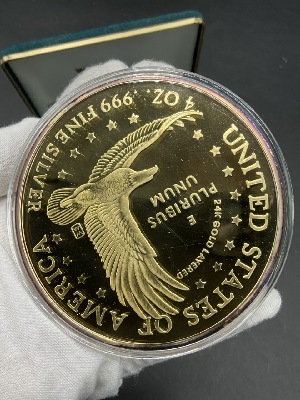 UNITED STATES OF AMERICA
E
PLURIBUS
UNUM
24K GOLD LAYERED
4 OZ. .999 FINE SILVER